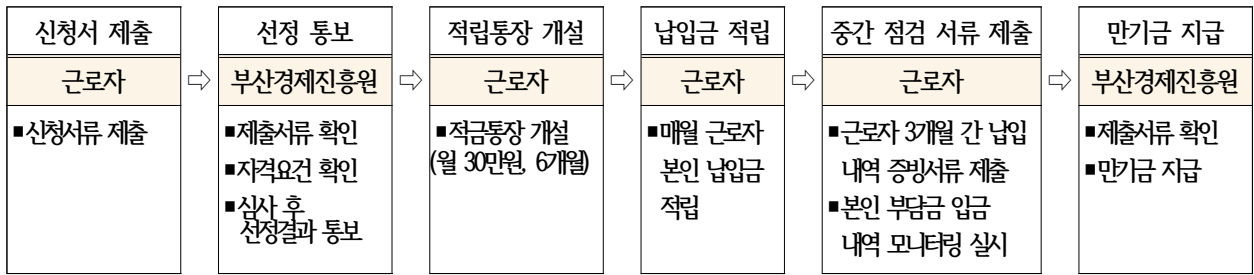 신청서 제출
근로자
■신청서류 제출
⇨
선정 통보
부산경제진흥원
■제출서류 확인
■자격요건 확인
■심사 후
선정결과 통보
⇨
적립통장 개설
근로자
■적금통장 개설
(월 30만원, 6개월)
⇨
납입금 적립
근로자
■매월 근로자
본인 납입금
적립
⇨
중간 점검 서류 제출
근로자
■근로자 3개월 간 납입
내역 증빙서류 제출
■본인 부담금 입금
내역 모니터링 실시
⇨
만기금 지급
부산경제진흥원
■제출서류 확인
■만기금 지급